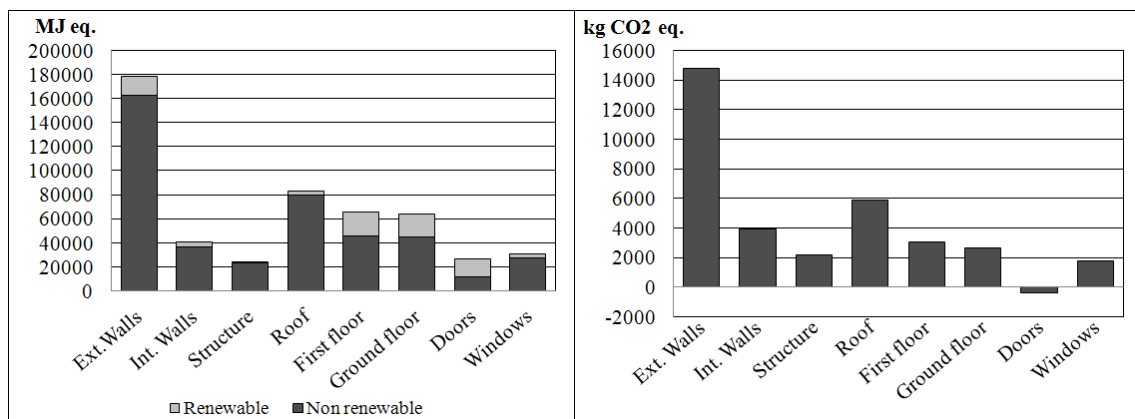 MJ eq.
200000
180000
160000
140000
120000
100000
80000
60000
40000
20000
0
Ext. Walls
Int. Walls
Structure
Roof
First floor
Ground floor
Doors
Windows
Renewable Non renewable
kg CO2 eq.
16000
14000
12000
10000
8000
6000
4000
2000
0
-2000
Ext. Walls
Int. Walls
Structure
Roof
First floor
Ground floor
Doors
Windows